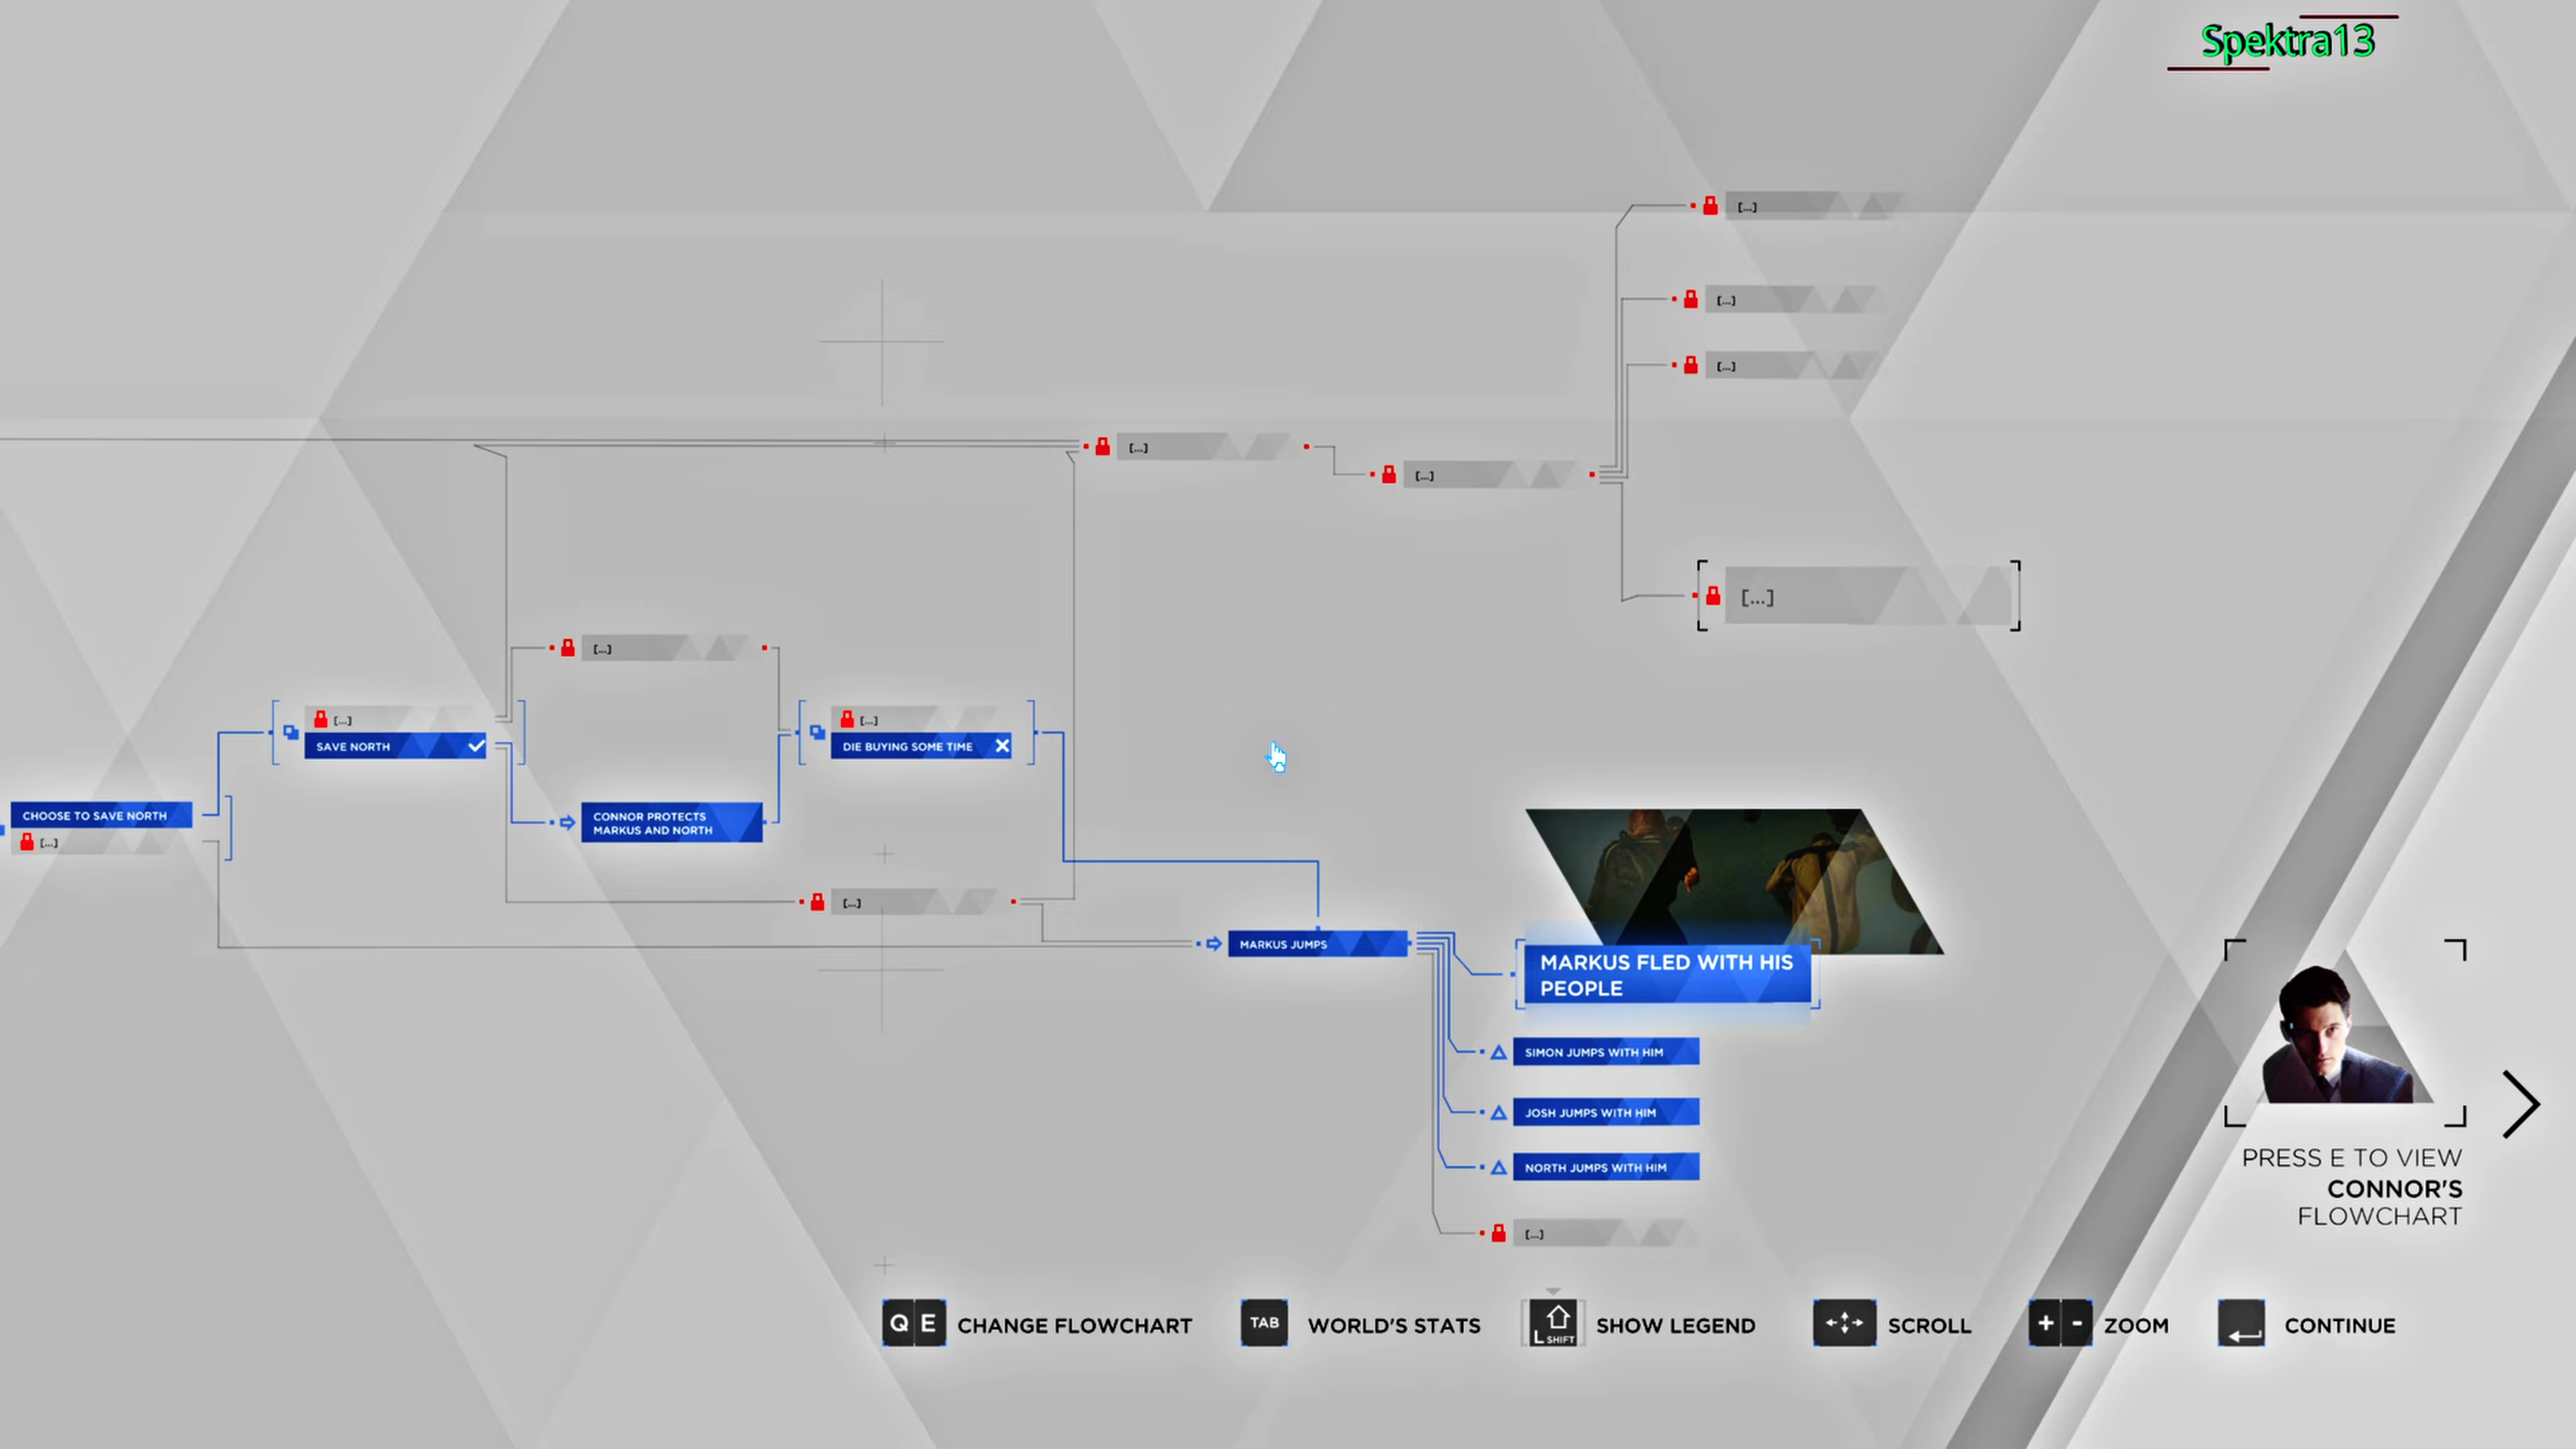 Spektra13
[...]
[...]
[...]
[...]
[...]
[...]
[...]
[...]
SAVE NORTH
[...]
DIE BUYING SOME TIME
CHOOSE TO SAVE NORTH
[...]
CONNOR PROTECTS
MARKUS AND NORTH
[...]
MARKUS JUMPS
MARKUS FLED WITH HIS
PEOPLE
SIMON JUMPS WITH HIM
JOSH JUMPS WITH HIM
NORTH JUMPS WITH HIM
[...]
PRESS E TO VIEW
CONNOR'S
FLOWCHART
Q E CHANGE FLOWCHART
TAB WORLD'S STATS
L SHIFT SHOW LEGEND
SCROLL
+ - ZOOM
CONTINUE